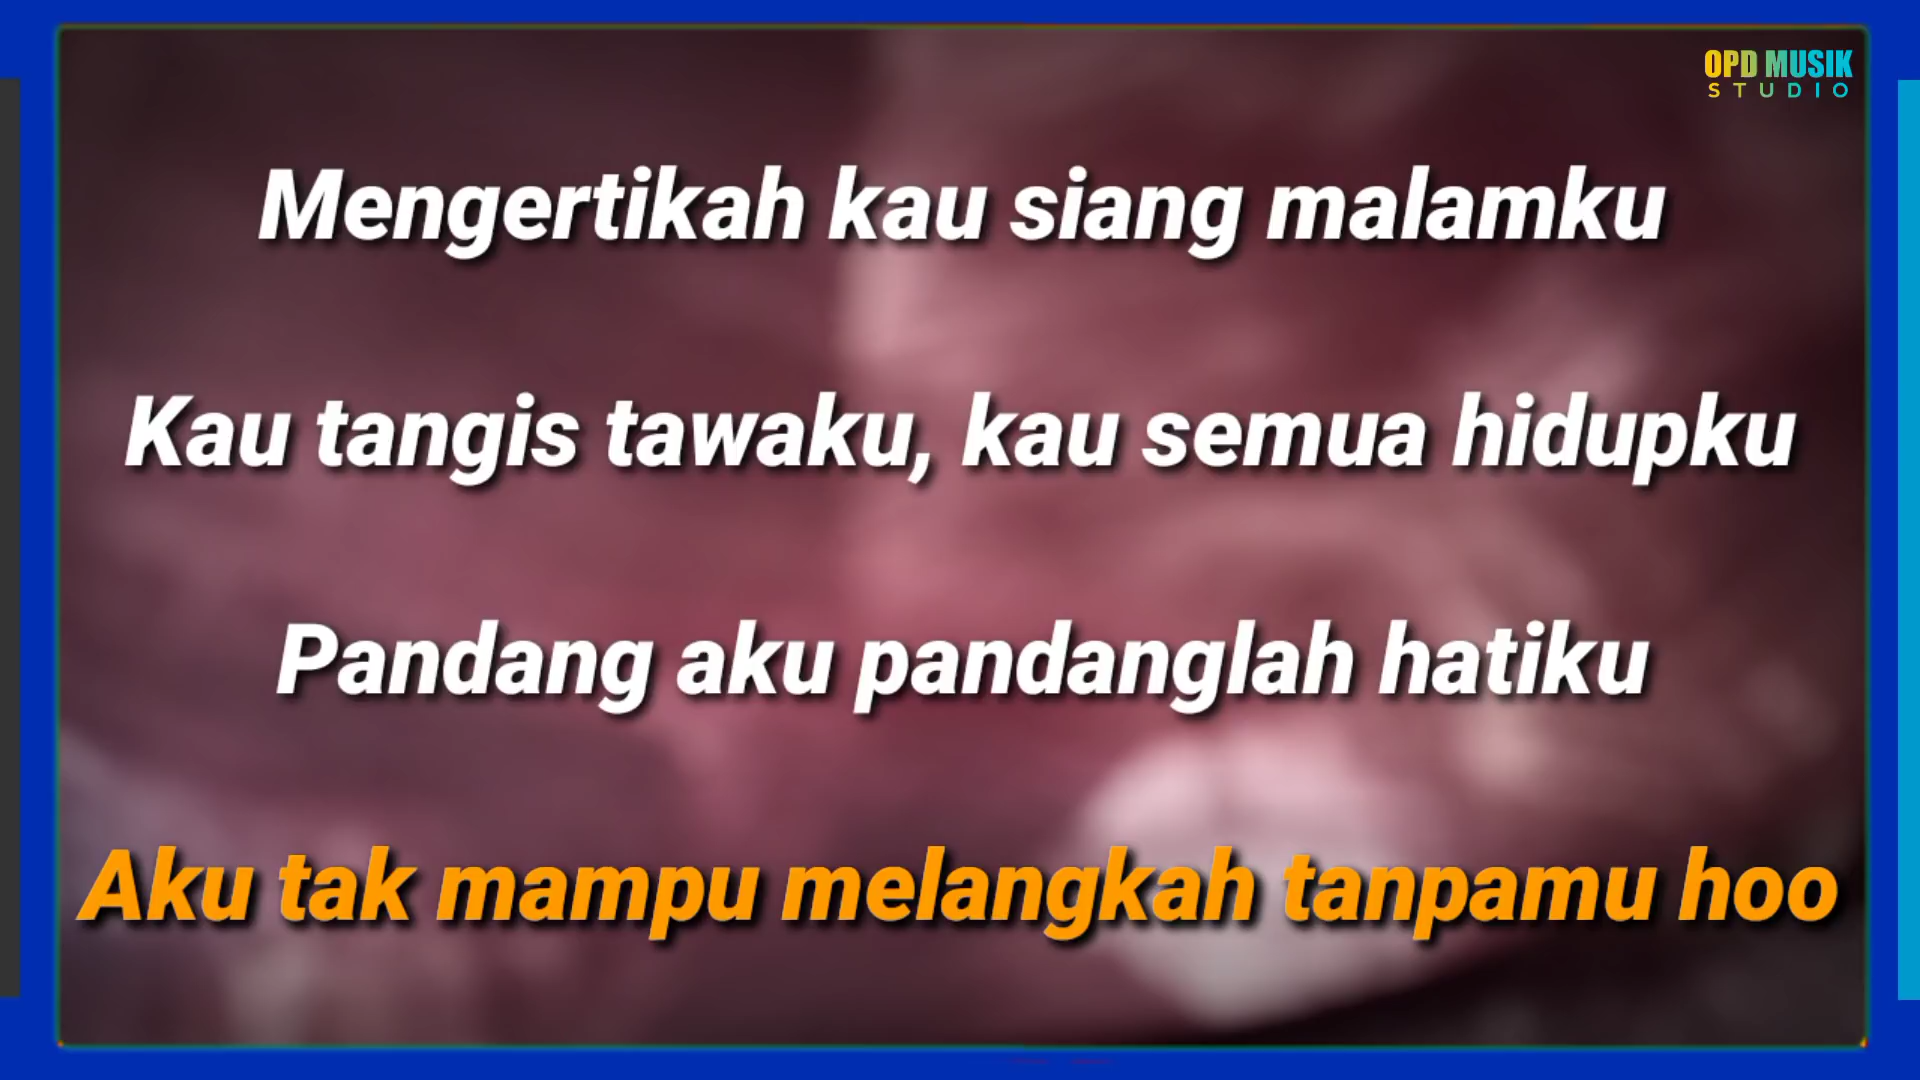 OPD MUSIK
STUDIO
Mengertikah kau siang malamku
Kau tangis tawaku, kau semua hidupku
Pandang aku pandanglah hatiku
Aku tak mampu melangkah tanpamu hoo